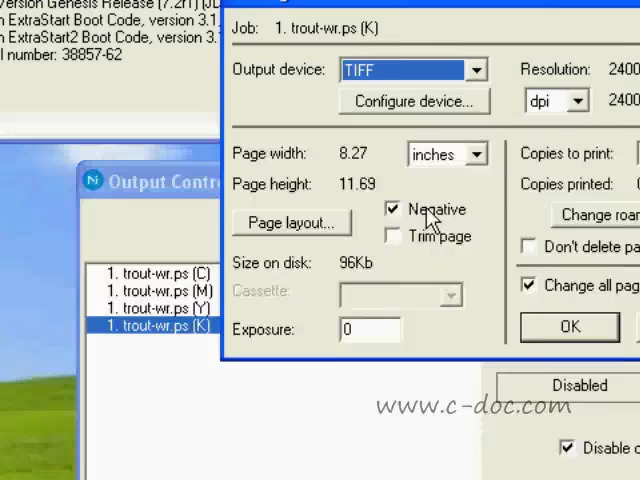 version Genesis Release (7.2r1) (JD
n ExtraStart Boot Code, version 3.1
n ExtraStart2 Boot Code, version 3.
l number: 38857-62
Job: 1. trout-wr.ps (K)
Output device: TIFF Resolution: 2400
Configure device... dpi 2400
Page width: 8.27 inches Copies to print:
Page height: 11.69 Copies printed: 0
Negative Change roam
Page layout... Trim page Don't delete pa
Size on disk: 96Kb
Cassette: Change all pag
Exposure: 0 OK
Ni Output Contr
1. trout-wr.ps (C)
1. trout-wr.ps (M)
1. trout-wr.ps (Y)
1. trout-wr.ps (K)
Disabled
www.c-doc.com
Disable c